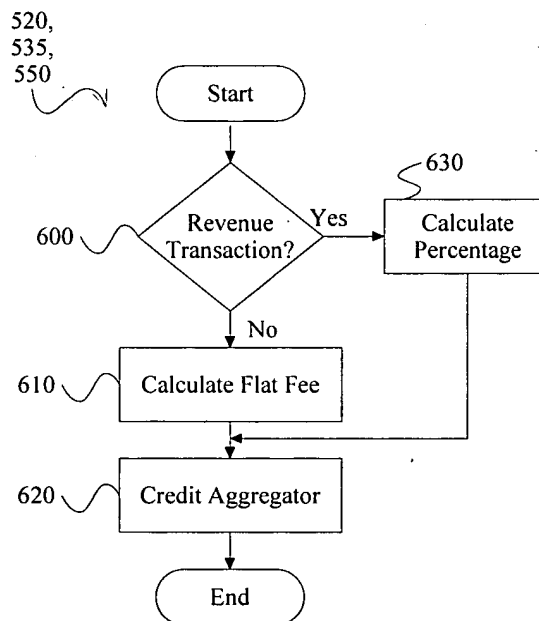 520,
535,
550
Start
630
Revenue
Transaction?
Yes
Calculate
Percentage
600
No
610
Calculate Flat Fee
620
Credit Aggregator
End